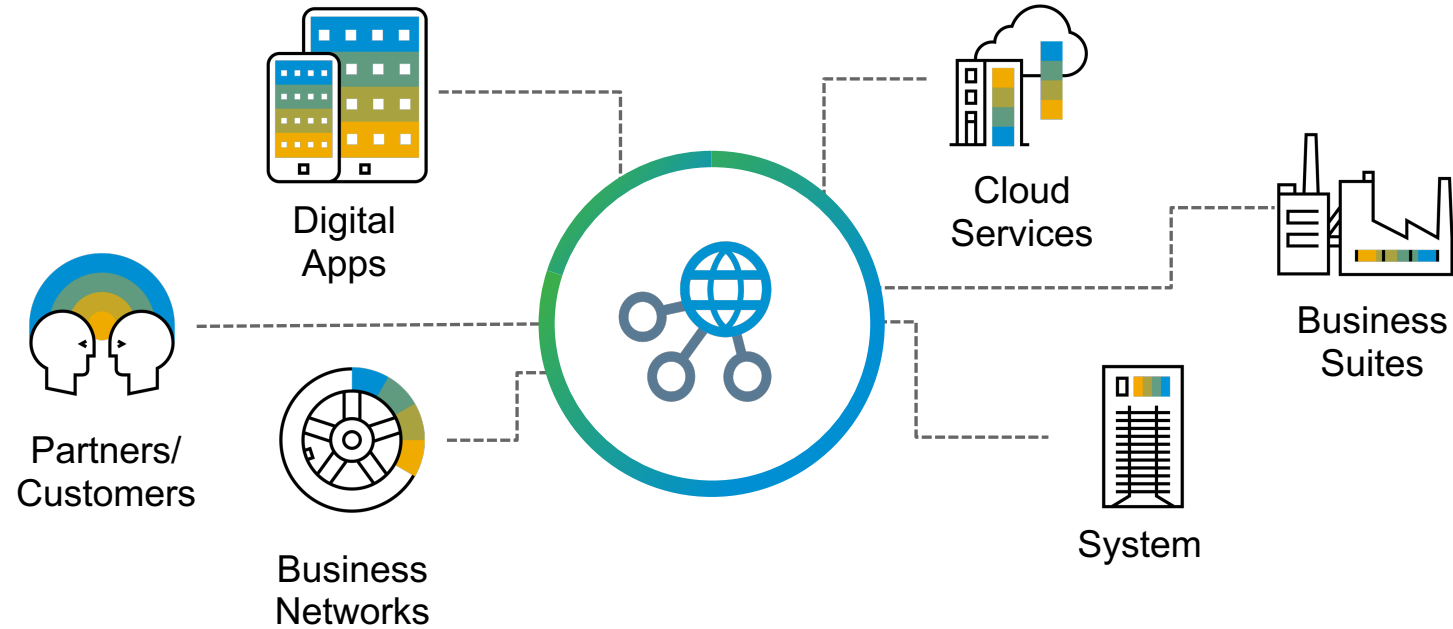 Digital
Apps
Cloud
Services
Business
Suites
Partners/
Customers
Business
Networks
System